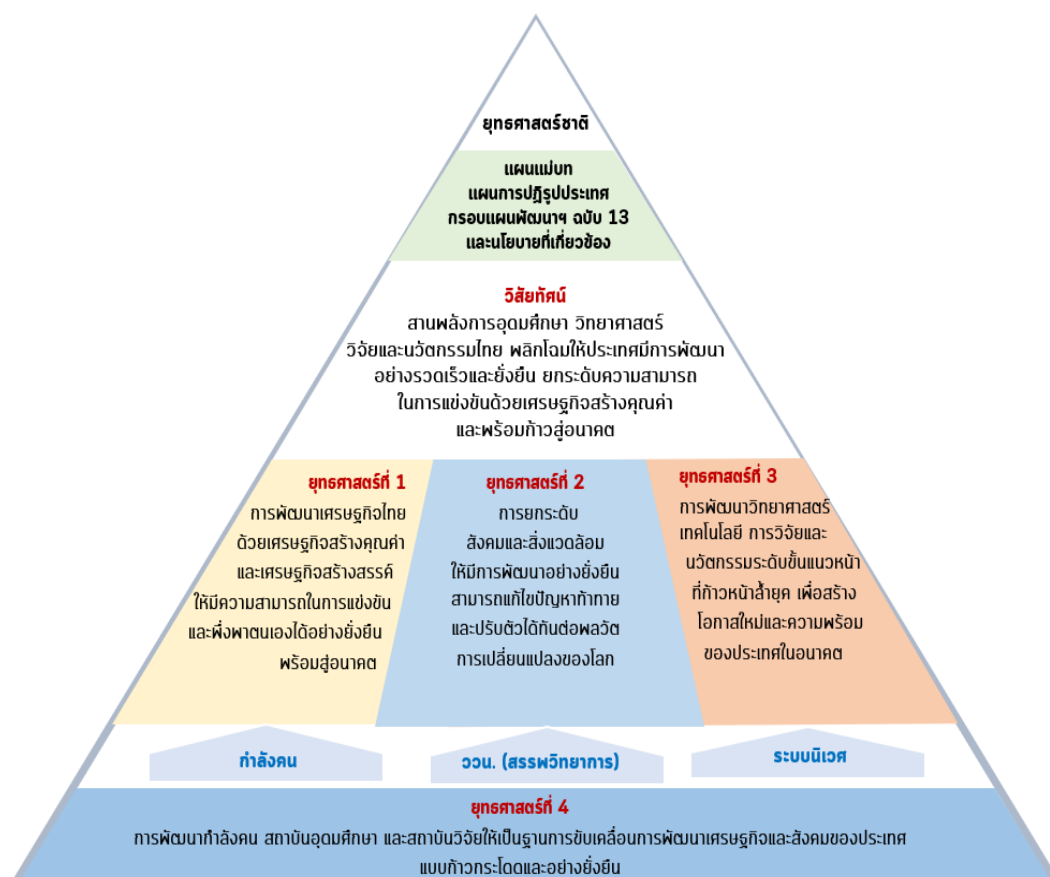 ยุทธศาสตร์ชาติ
แผนแม่บท
แผนการปฏิรูปประเทศ
กรอบแผนพัฒนาฯ ฉบับ 13
และนโยบายที่เกี่ยวข้อง
วิสัยทัศน์
สานพลังการอุดมศึกษา วิทยาศาสตร์
วิจัยและนวัตกรรมไทย พลิกโฉมให้ประเทศมีการพัฒนา
อย่างรวดเร็วและยั่งยืน ยกระดับความสามารถ
ในการแข่งขันด้วยเศรษฐกิจสร้างคุณค่า
และพร้อมก้าวสู่อนาคต
ยุทธศาสตร์ที่ 1
การพัฒนาเศรษฐกิจไทย
ด้วยเศรษฐกิจสร้างคุณค่า
และเศรษฐกิจสร้างสรรค์
ให้มีความสามารถในการแข่งขัน
และพึ่งพาตนเองได้อย่างยั่งยืน
พร้อมสู่อนาคต
ยุทธศาสตร์ที่ 2
การยกระดับ
สังคมและสิ่งแวดล้อม
ให้มีการพัฒนาอย่างยั่งยืน
สามารถแก้ไขปัญหาท้าทาย
และปรับตัวได้ทันต่อพลวัต
การเปลี่ยนแปลงของโลก
ยุทธศาสตร์ที่ 3
การพัฒนาวิทยาศาสตร์
เทคโนโลยี การวิจัยและ
นวัตกรรมระดับขั้นแนวหน้า
ที่ก้าวหน้าล้ำยุค เพื่อสร้าง
โอกาสใหม่และความพร้อม
ของประเทศในอนาคต
กำลังคน
ววน. (สรรพวิทยาการ)
ระบบนิเวศ
ยุทธศาสตร์ที่ 4
การพัฒนากำลังคน สถาบันอุดมศึกษา และสถาบันวิจัยให้เป็นฐานการขับเคลื่อนการพัฒนาเศรษฐกิจและสังคมของประเทศ
แบบก้าวกระโดดและอย่างยั่งยืน